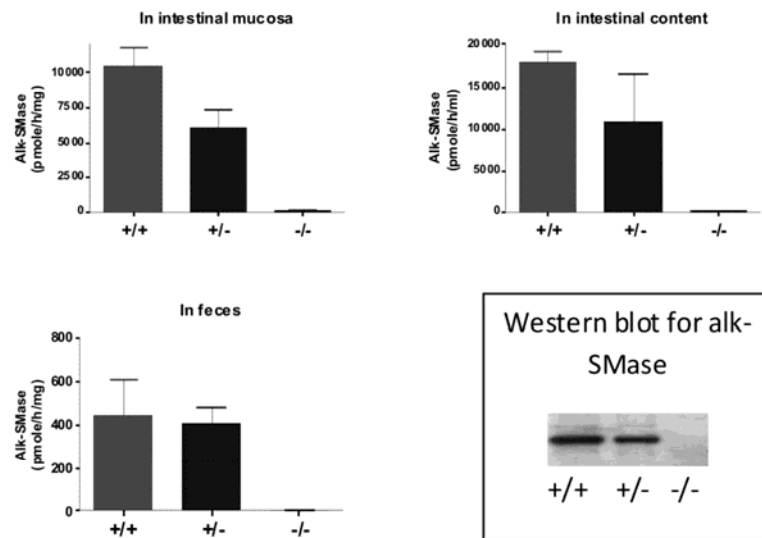 In intestinal mucosa
Alk-SMase
(pmole/h/mg)
10000
7500
5000
2500
0
+/+ +/- -/-
In intestinal content
Alk-SMase
(pmole/h/ml)
20000
15000
10000
5000
0
+/+ +/- -/-
In feces
Alk-SMase
(pmole/h/mg)
800
600
400
200
0
+/+ +/- -/-
Western blot for alk-
SMase
+/+ +/- -/-